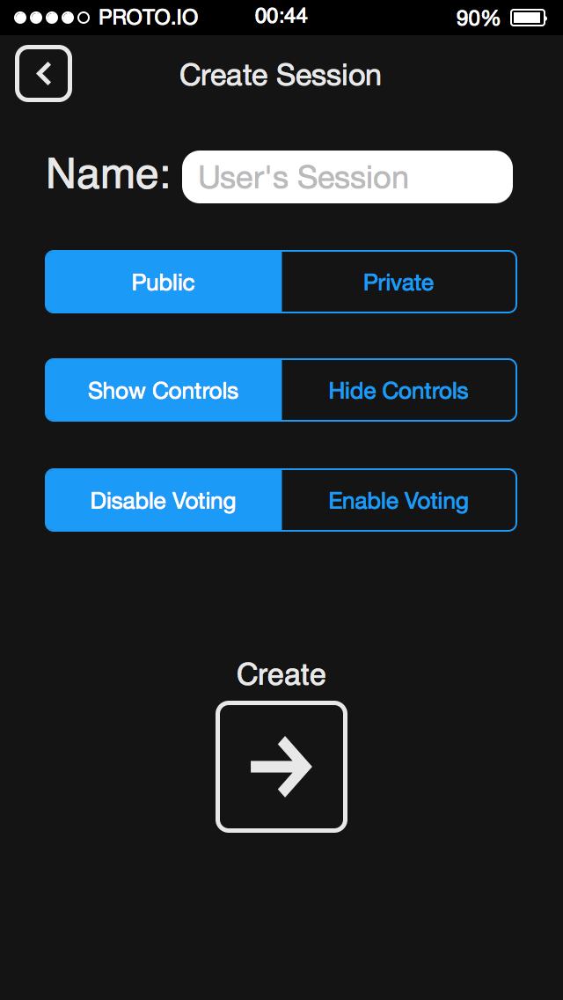 PROTO.IO 00:44 90%
Create Session
Name: User's Session
Public Private
Show Controls Hide Controls
Disable Voting Enable Voting
Create